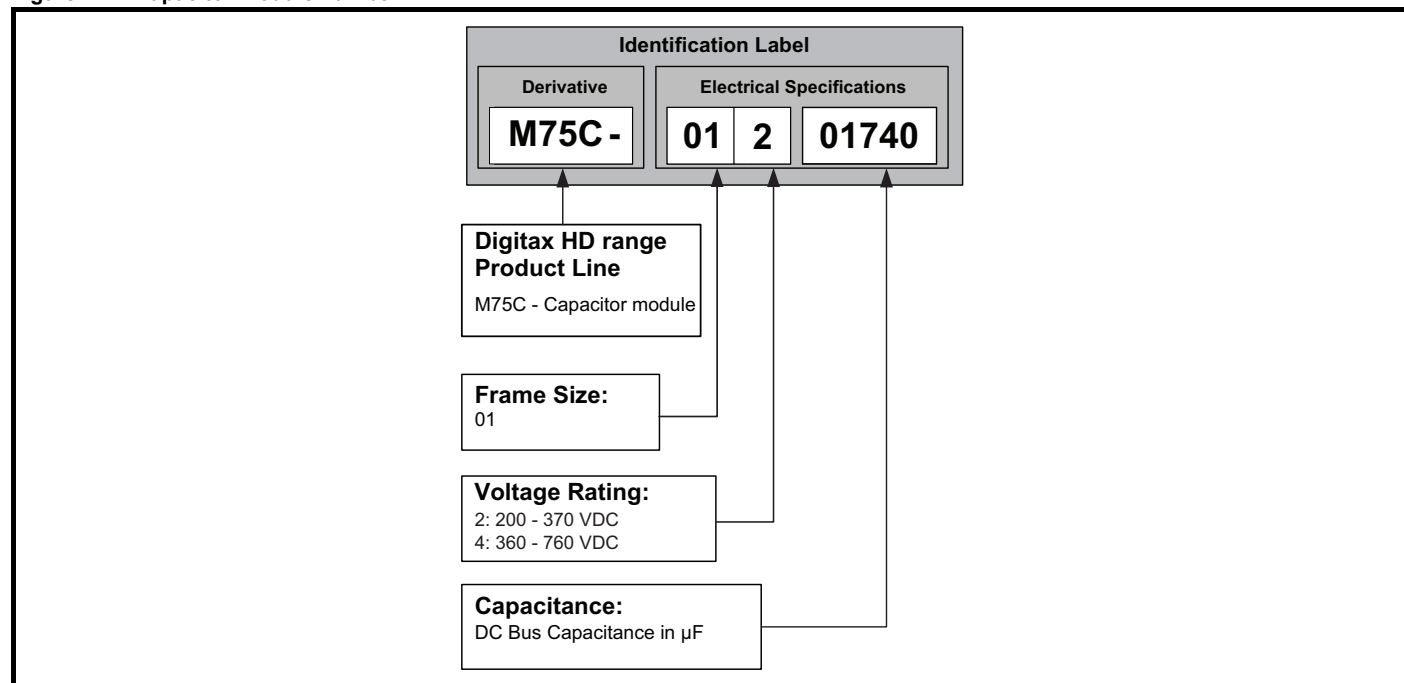 Identification Label
Derivative
Electrical Specifications
M75C -
01 2 01740
Digitax HD range
Product Line
M75C - Capacitor module
Frame Size:
01
Voltage Rating:
2: 200 - 370 VDC
4: 360 - 760 VDC
Capacitance:
DC Bus Capacitance in µF